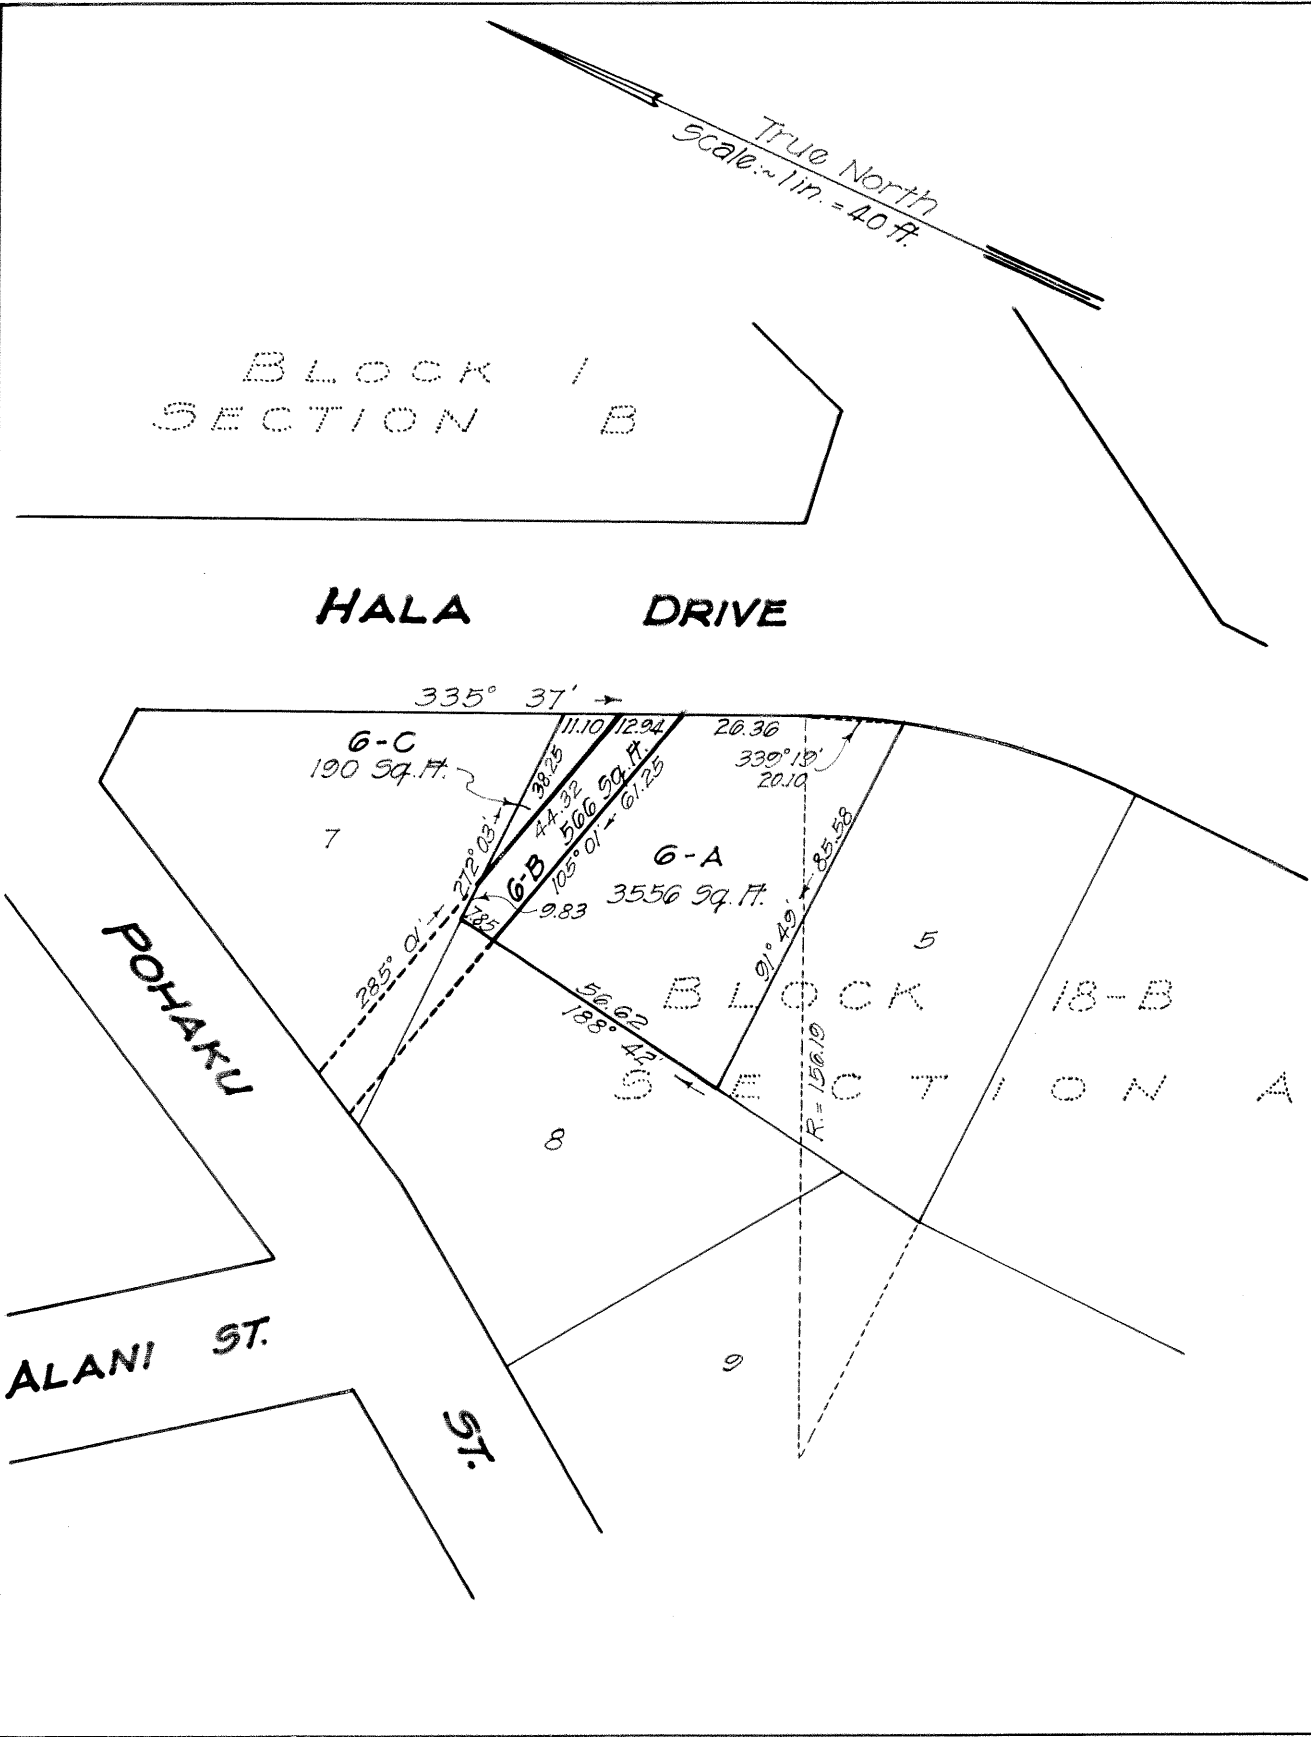 True North
Scale:~ 1in. = 40 ft.
BLOCK 1
SECTION B
HALA DRIVE
335° 37'
6-C
190 Sq. Ft.
11.10
12.94
26.36
339° 19'
20.10
38.25
44.32
6-B 566 Sq. Ft.
105° 01' 61.25
272° 03'
7
6-A
3556 Sq. Ft.
85.58
91° 49'
7.85
9.83
285° 01'
5
56.62
188° 42'
BLOCK 18-B
SECTION A
R. = 156.19
POHAKU
8
9
ALANI ST.
ST.